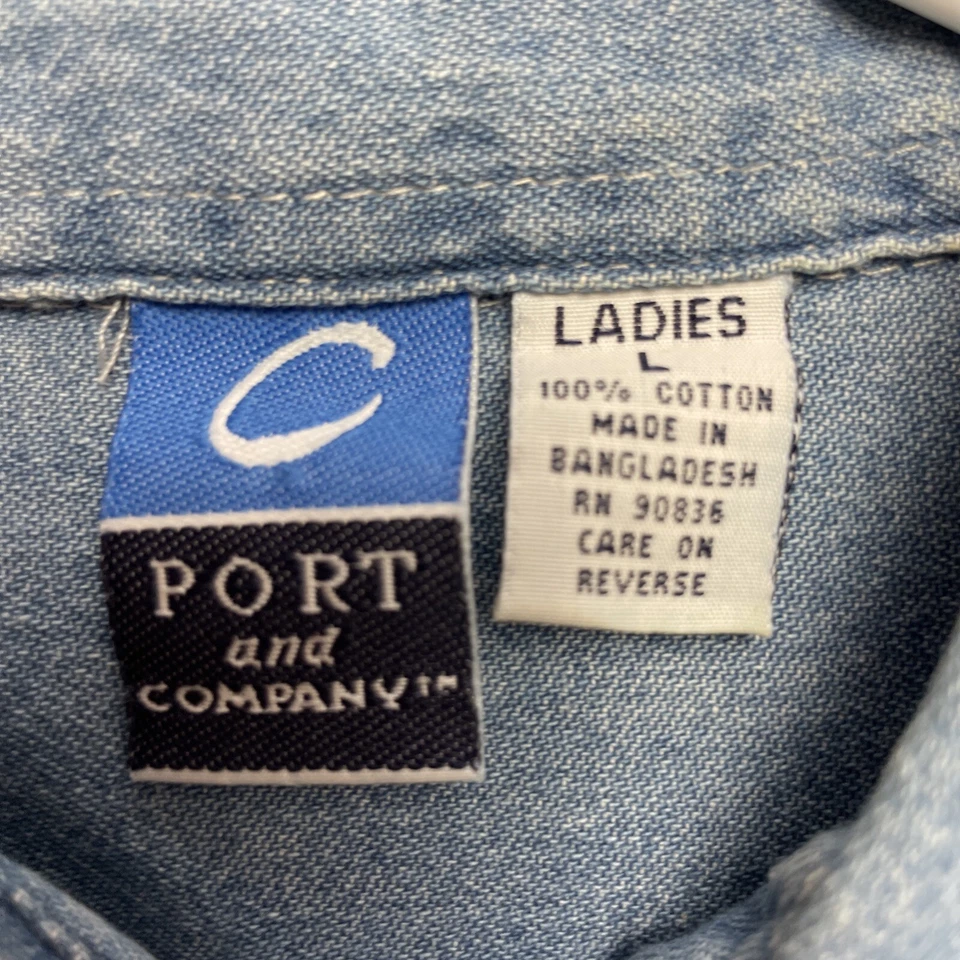 C
PORT
and
COMPANY™
LADIES
L
100% COTTON
MADE IN
BANGLADESH
RN 90836
CARE ON
REVERSE